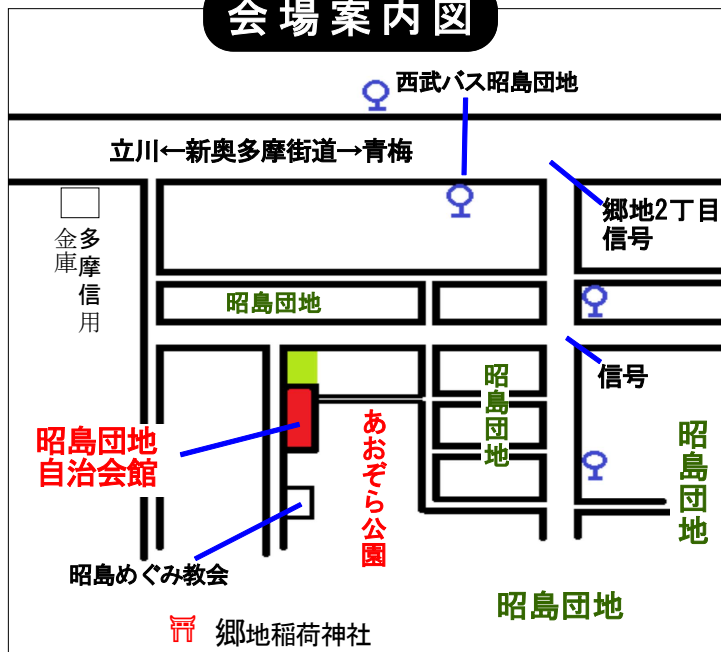 会場案内図
西武バス昭島団地
立川←新奥多摩街道→青梅
郷地2丁目
信号
多摩信用
金庫
昭島団地
信号
昭島団地
昭島団地
自治会館
あおぞら公園
昭島団地
昭島めぐみ教会
昭島団地
郷地稲荷神社